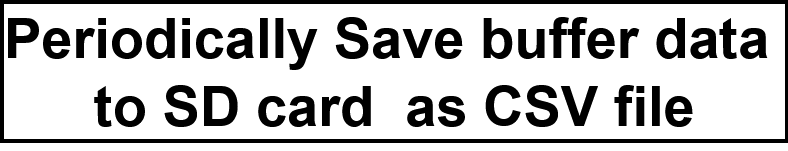 Periodically Save buffer data
to SD card  as CSV file